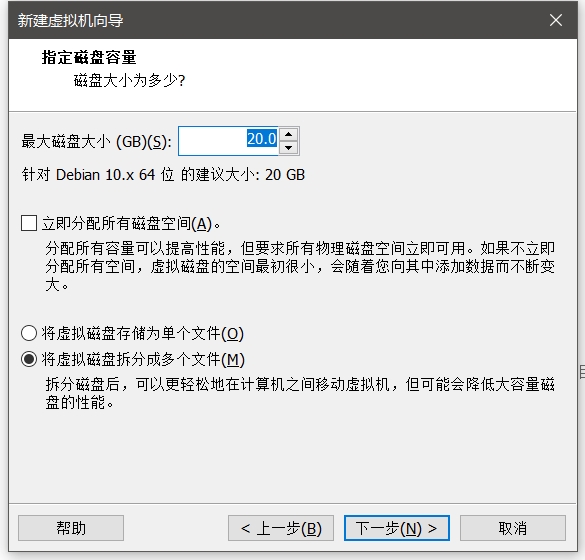 新建虚拟机向导
指定磁盘容量
磁盘大小为多少?
最大磁盘大小 (GB)(S): 20.0
针对 Debian 10.x 64 位 的建议大小: 20 GB
立即分配所有磁盘空间(A)。
分配所有容量可以提高性能，但要求所有物理磁盘空间立即可用。如果不立即
分配所有空间，虚拟磁盘的空间最初很小，会随着您向其中添加数据而不断变
大。
将虚拟磁盘存储为单个文件(O)
将虚拟磁盘拆分成多个文件(M)
拆分磁盘后，可以更轻松地在计算机之间移动虚拟机，但可能会降低大容量磁
盘的性能。
帮助 < 上一步(B) 下一步(N) > 取消